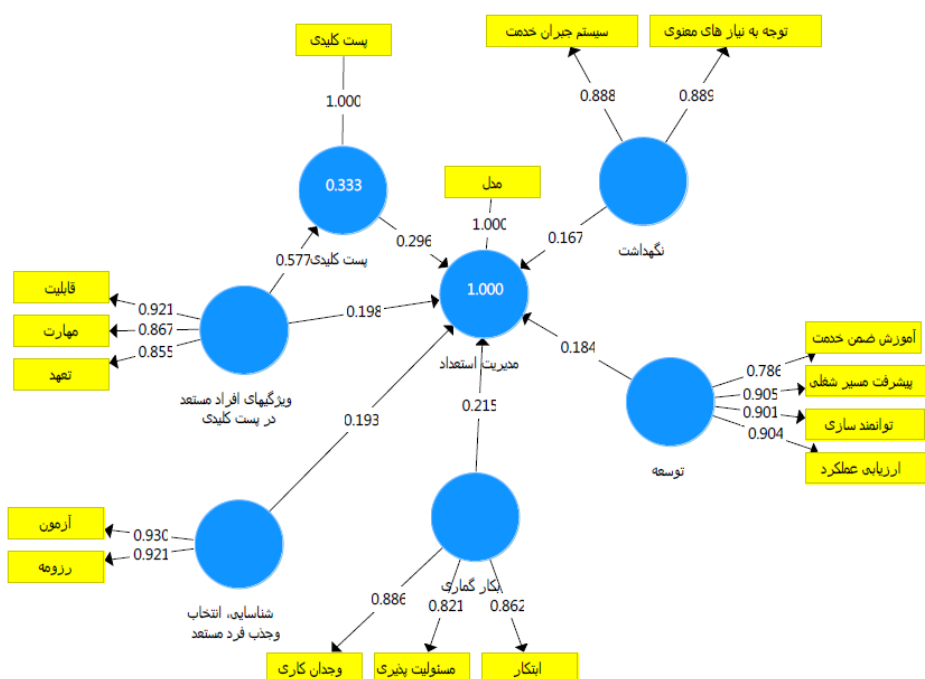 پست کلیدی
سیستم جبران خدمت
توجه به نیاز های معنوی
1.000
0.888
0.889
0.333
مدل
1.000
0.577
پست کلیدی
0.296
0.167
نگهداشت
1.000
قابلیت
مهارت
تعهد
0.921
0.867
0.855
0.198
مدیریت استعداد
0.184
ویژگیهای افراد مستعد
در پست کلیدی
0.193
0.215
توسعه
0.786
0.905
0.901
0.904
آموزش ضمن خدمت
پیشرفت مسیر شغلی
توانمند سازی
ارزیابی عملکرد
آزمون
رزومه
0.930
0.921
شناسایی، انتخاب
وجذب فرد مستعد
بکار گماری
0.886
0.821
0.862
وجدان کاری
مسئولیت پذیری
ابتکار